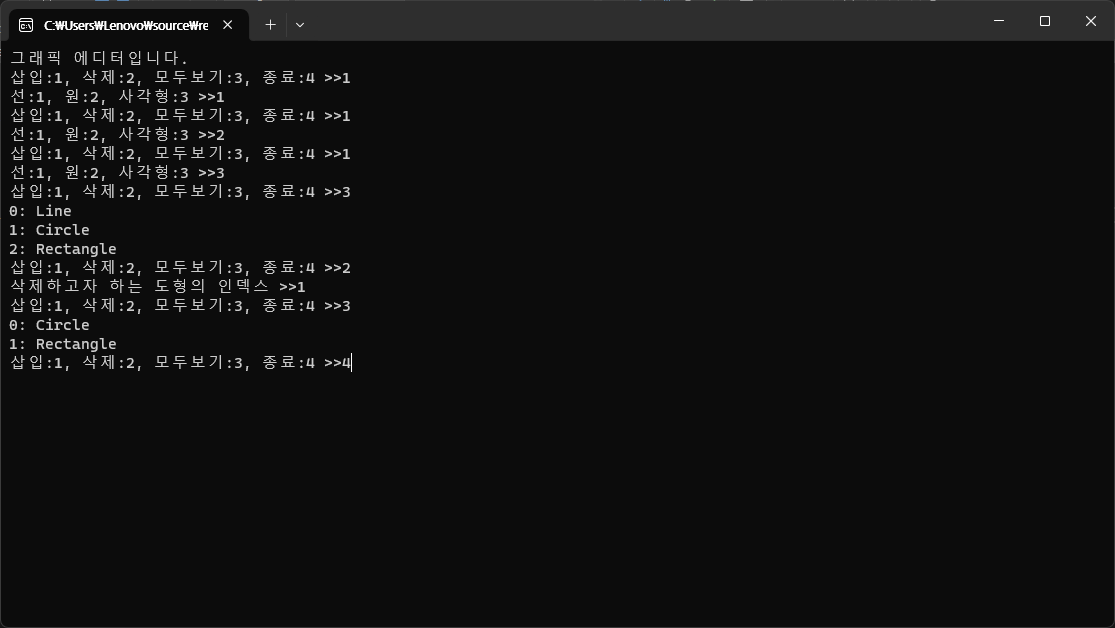 C:₩Users₩Lenovo₩source₩re
그래픽 에디터입니다.
삽입:1, 삭제:2, 모두보기:3, 종료:4 >>1
선:1, 원:2, 사각형:3 >>1
삽입:1, 삭제:2, 모두보기:3, 종료:4 >>1
선:1, 원:2, 사각형:3 >>2
삽입:1, 삭제:2, 모두보기:3, 종료:4 >>1
선:1, 원:2, 사각형:3 >>3
삽입:1, 삭제:2, 모두보기:3, 종료:4 >>3
0: Line
1: Circle
2: Rectangle
삽입:1, 삭제:2, 모두보기:3, 종료:4 >>2
삭제하고자 하는 도형의 인덱스 >>1
삽입:1, 삭제:2, 모두보기:3, 종료:4 >>3
0: Circle
1: Rectangle
삽입:1, 삭제:2, 모두보기:3, 종료:4 >>4